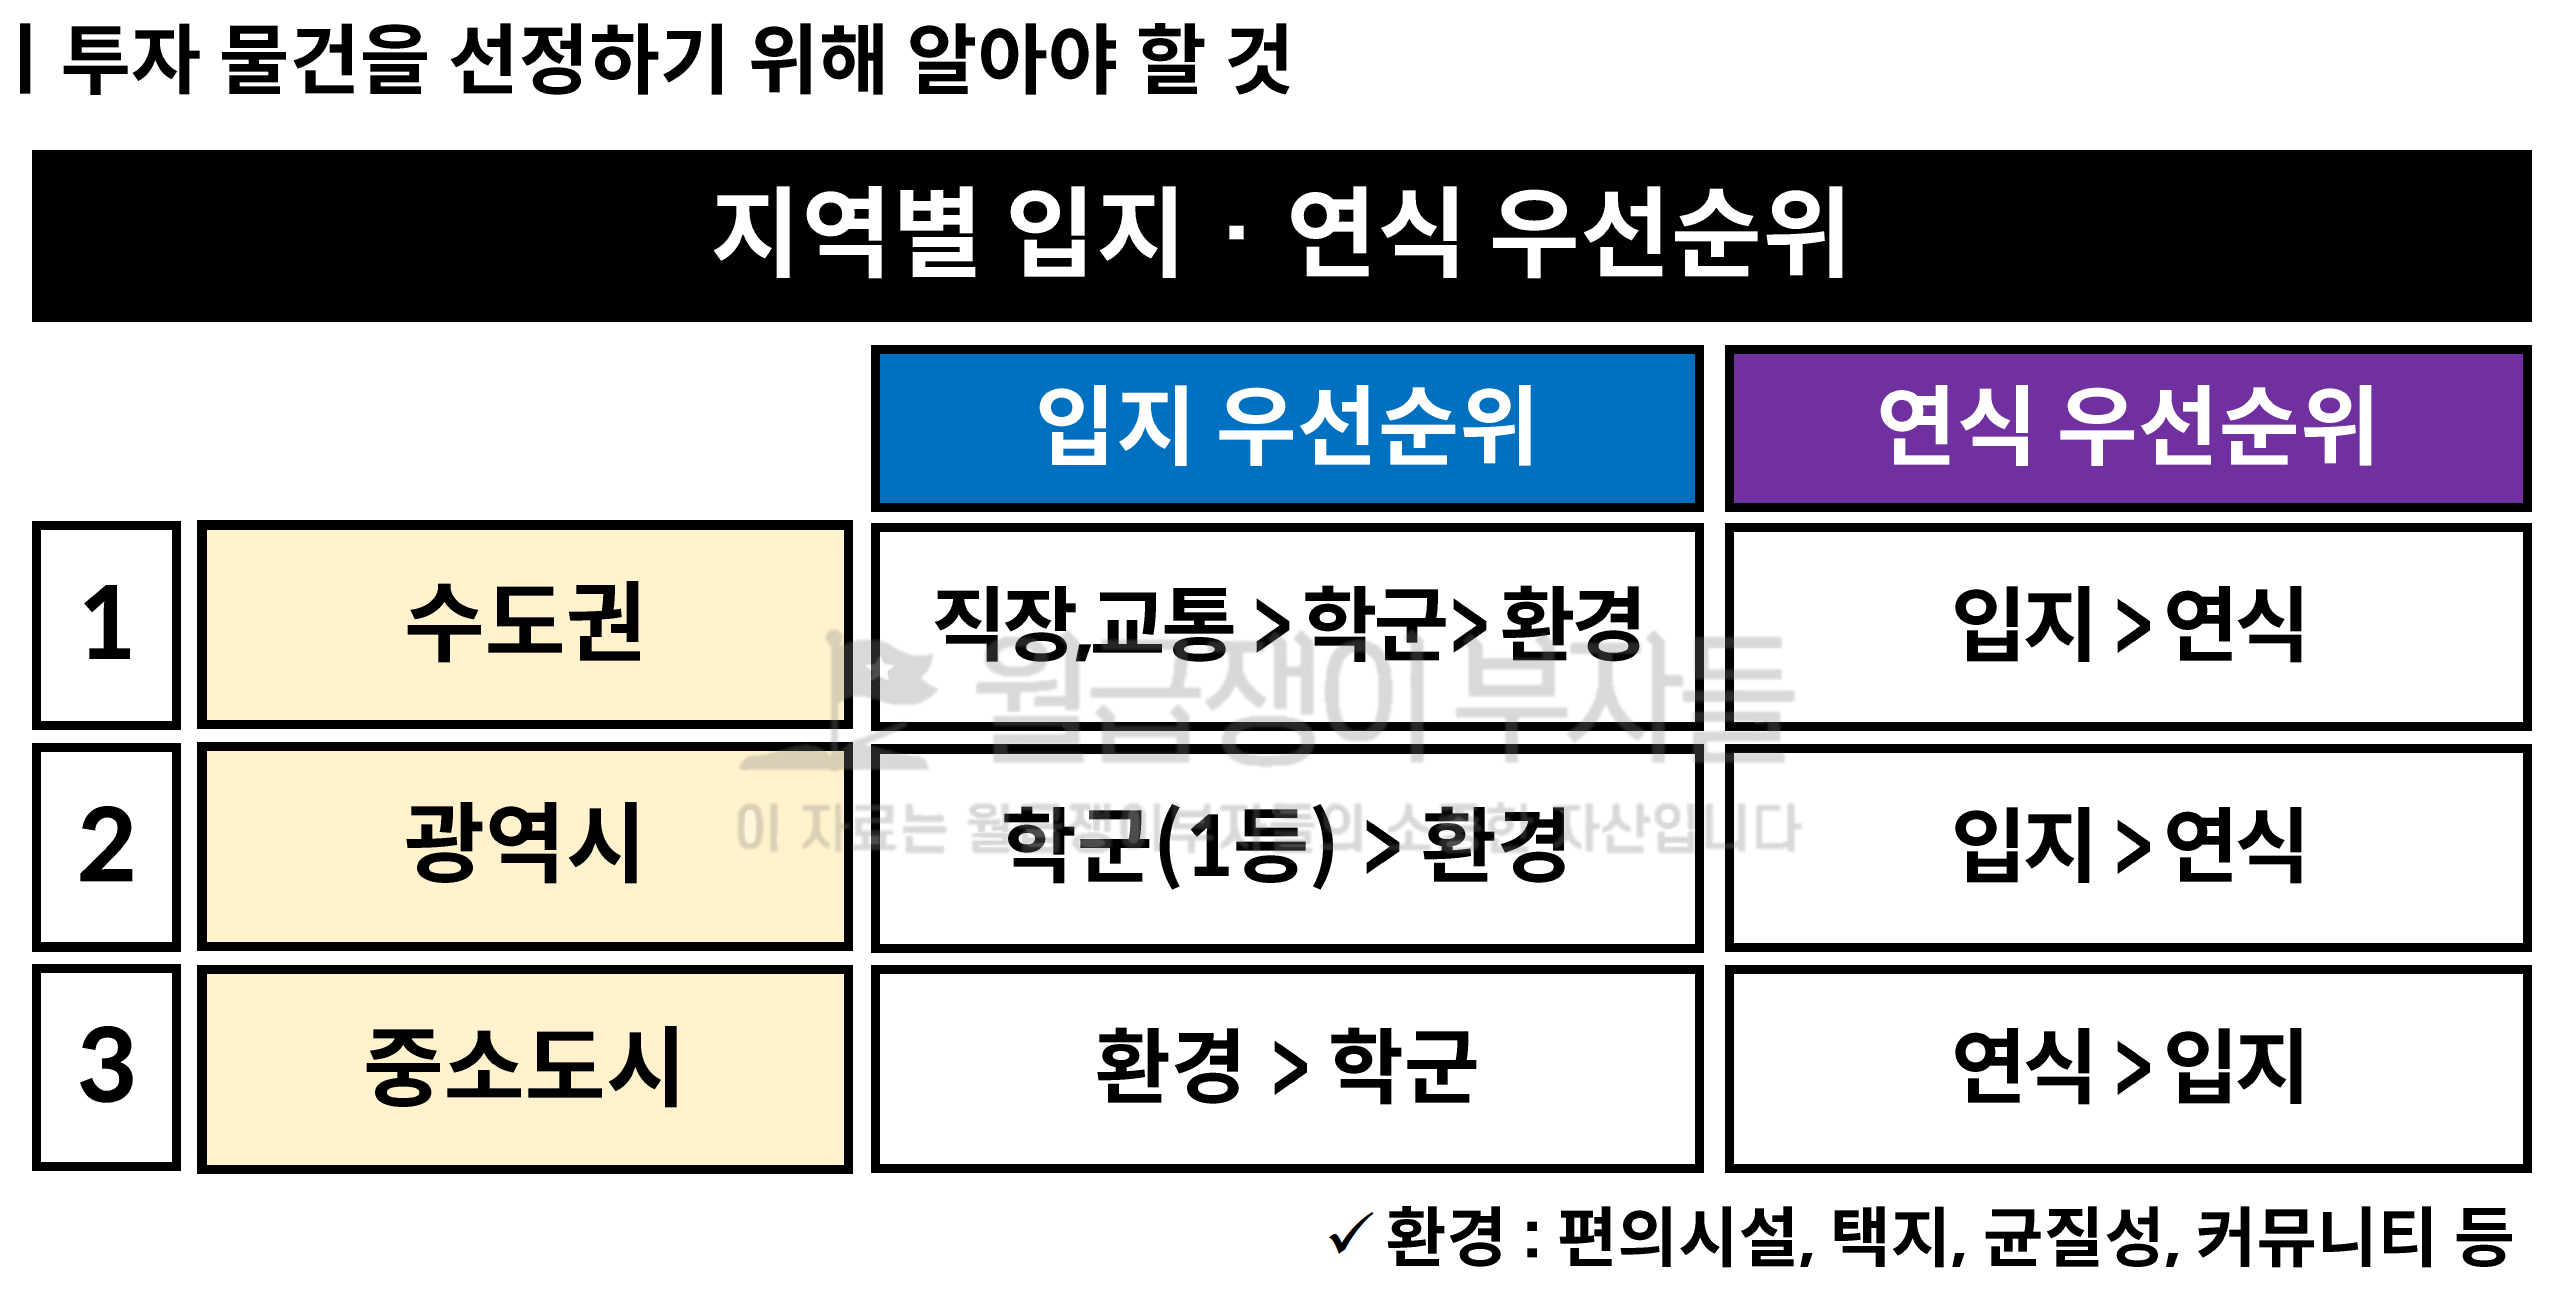 | 투자 물건을 선정하기 위해 알아야 할 것
지역별 입지 · 연식 우선순위
입지 우선순위
연식 우선순위
1
수도권
직장,교통 > 학군 > 환경
입지 > 연식
월급쟁이 부자들
이 자료는 월급쟁이부자들의 소중한 자산입니다
2
광역시
학군(1등) > 환경
입지 > 연식
3
중소도시
환경 > 학군
연식 > 입지
✓ 환경 : 편의시설, 택지, 균질성, 커뮤니티 등